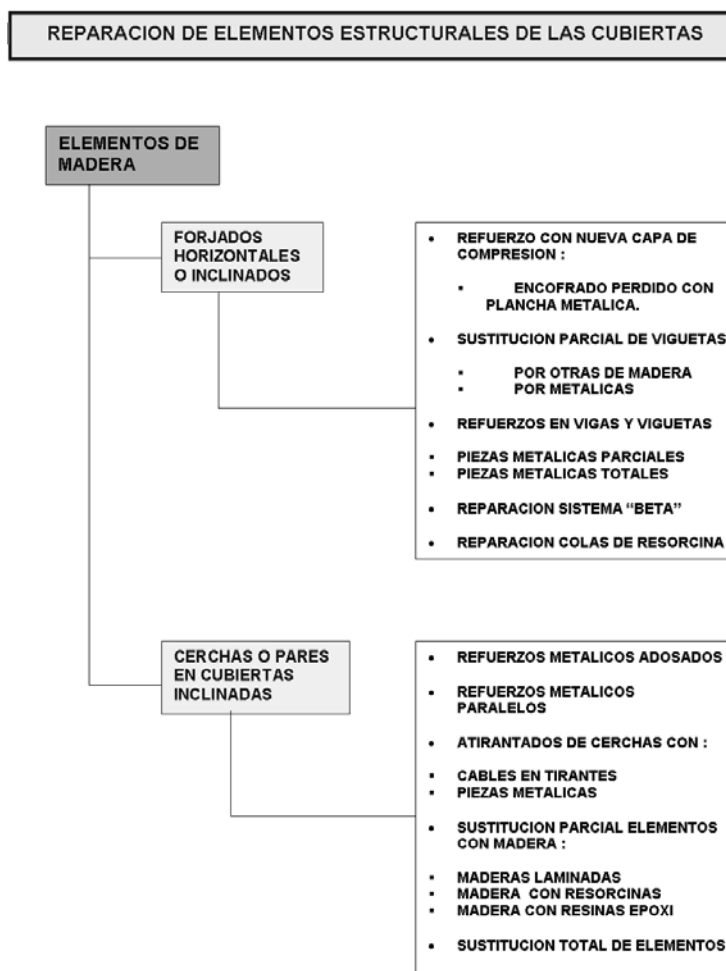 REPARACION DE ELEMENTOS ESTRUCTURALES DE LAS CUBIERTAS
ELEMENTOS DE
MADERA
FORJADOS
HORIZONTALES
O INCLINADOS
• REFUERZO CON NUEVA CAPA DE
COMPRESION :
▪ ENCOFRADO PERDIDO CON
PLANCHA METALICA.
• SUSTITUCION PARCIAL DE VIGUETAS
▪ POR OTRAS DE MADERA
▪ POR METALICAS
• REFUERZOS EN VIGAS Y VIGUETAS
▪ PIEZAS METALICAS PARCIALES
▪ PIEZAS METALICAS TOTALES
• REPARACION SISTEMA “BETA”
• REPARACION COLAS DE RESORCINA
CERCHAS O PARES
EN CUBIERTAS
INCLINADAS
• REFUERZOS METALICOS ADOSADOS
• REFUERZOS METALICOS
PARALELOS
• ATIRANTADOS DE CERCHAS CON :
▪ CABLES EN TIRANTES
▪ PIEZAS METALICAS
• SUSTITUCION PARCIAL ELEMENTOS
CON MADERA :
▪ MADERAS LAMINADAS
▪ MADERA CON RESORCINAS
▪ MADERA CON RESINAS EPOXI
• SUSTITUCION TOTAL DE ELEMENTOS